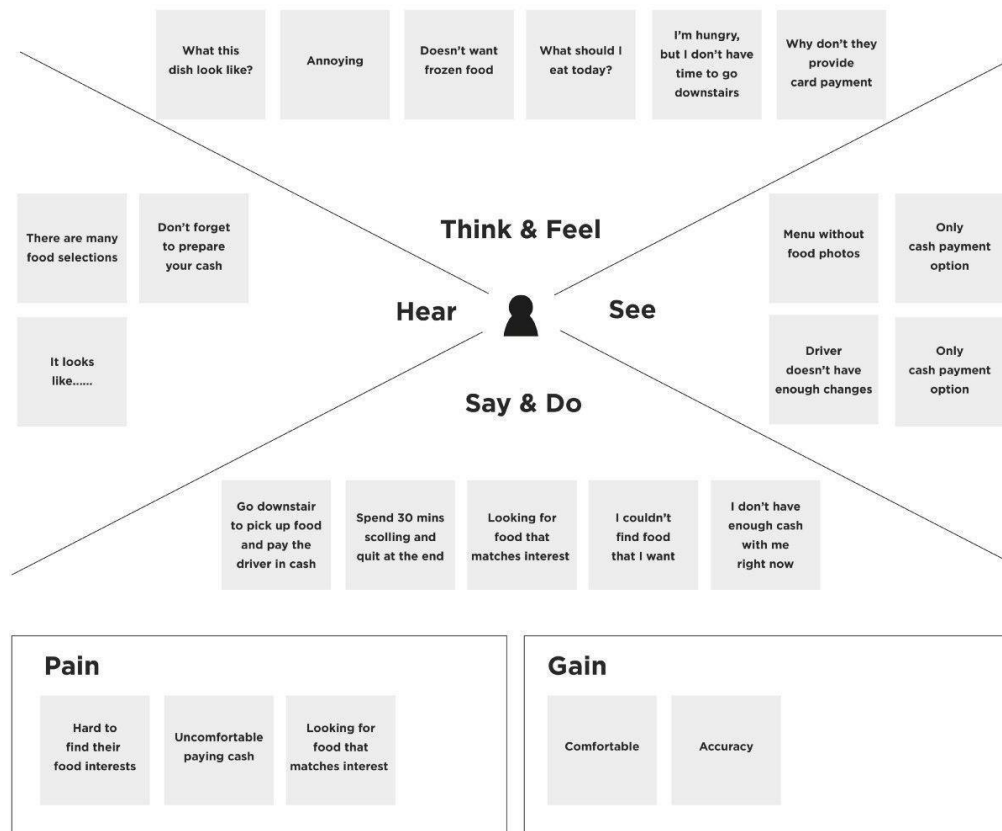 What this
dish look like?
Annoying
Doesn't want
frozen food
What should I
eat today?
I'm hungry,
but I don't have
time to go
downstairs
Why don't they
provide
card payment
Think & Feel
There are many
food selections
Don't forget
to prepare
your cash
It looks
like......
Hear
See
Menu without
food photos
Only
cash payment
option
Driver
doesn't have
enough changes
Only
cash payment
option
Say & Do
Go downstair
to pick up food
and pay the
driver in cash
Spend 30 mins
scolling and
quit at the end
Looking for
food that
matches interest
I couldn't
find food
that I want
I don't have
enough cash
with me
right now
Pain
Hard to
find their
food interests
Uncomfortable
paying cash
Looking for
food that
matches interest
Gain
Comfortable
Accuracy